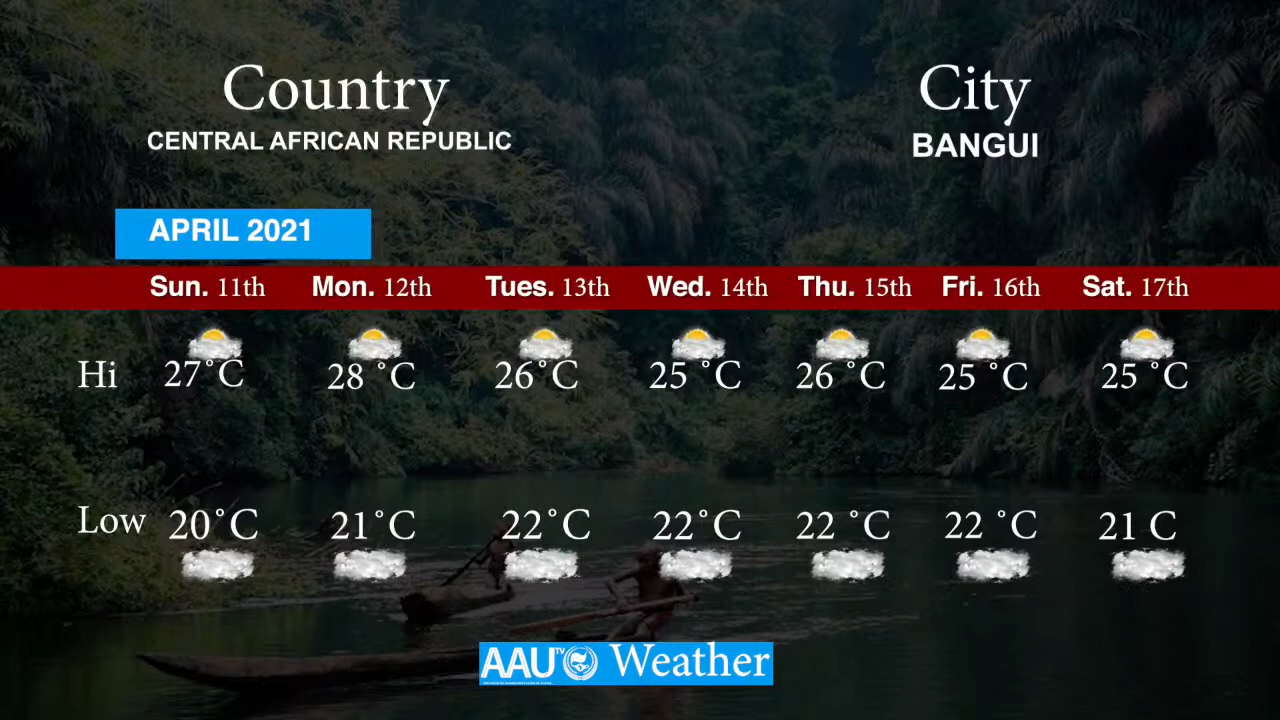 Country
CENTRAL AFRICAN REPUBLIC
City
BANGUI
APRIL 2021
Sun. 11th Mon. 12th Tues. 13th Wed. 14th Thu. 15th Fri. 16th Sat. 17th
Hi 27°C 28 °C 26°C 25 °C 26 °C 25 °C 25 °C
Low 20°C 21°C 22°C 22°C 22 °C 22 °C 21 C
AAU TV Weather